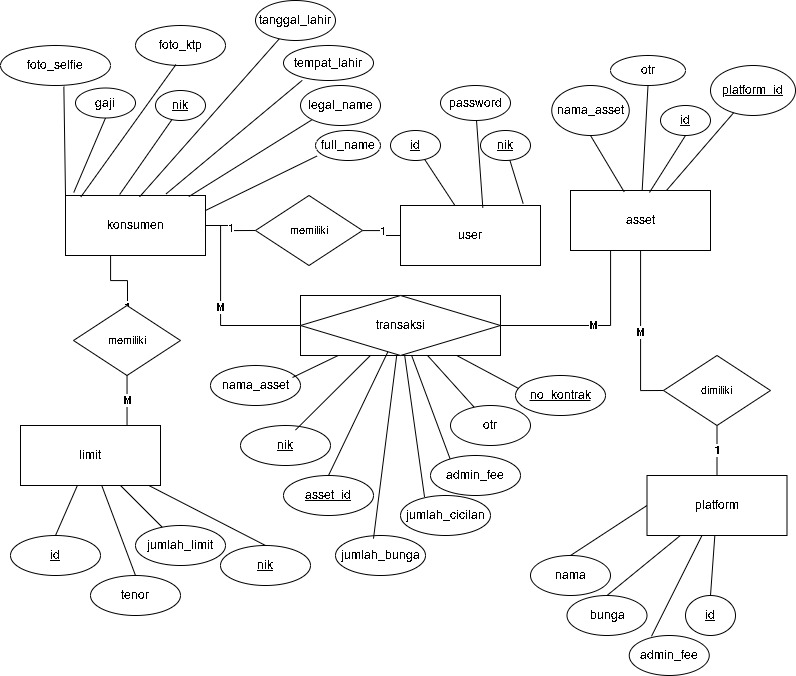 tanggal_lahir
foto_ktp
foto_selfie
tempat_lahir
gaji
nik
legal_name
full_name
konsumen
password
id
nik
user
otr
platform_id
nama_asset
id
asset
1
memiliki
1
M
transaksi
M
M
1
memiliki
M
dimiliki
1
nama_asset
no_kontrak
nik
otr
asset_id
admin_fee
jumlah_cicilan
jumlah_bunga
limit
id
jumlah_limit
nik
tenor
platform
nama
bunga
id
admin_fee